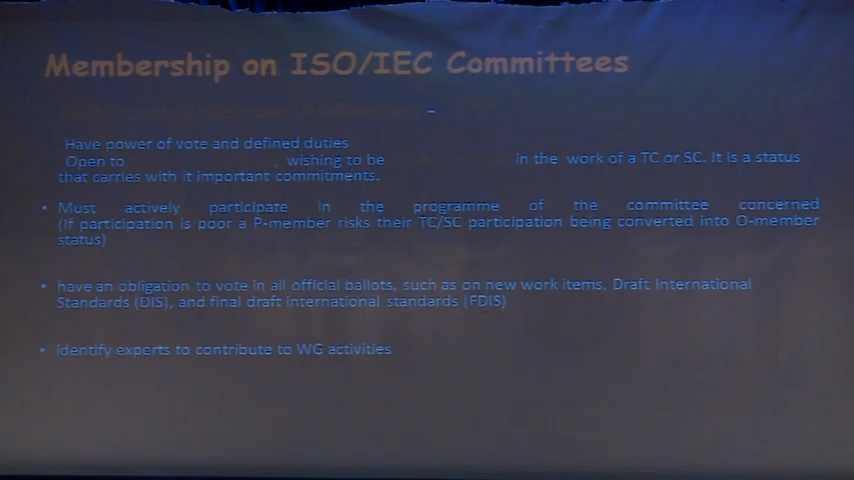 Membership on ISO/IEC Committees
-
Have power of vote and defined duties
Open to , wishing to be in the work of a TC or SC. It is a status
that carries with it important commitments.
• Must actively participate in the programme of the committee concerned
(If participation is poor a P-member risks their TC/SC participation being converted into O-member
status)
• have an obligation to vote in all official ballots, such as on new work items, Draft International
Standards (DIS), and final draft international standards (FDIS)
• Identify experts to contribute to WG activities